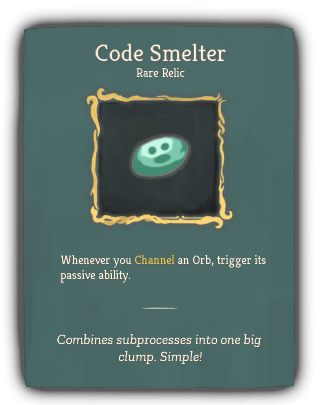 Code Smelter
Rare Relic
Whenever you Channel an Orb, trigger its
passive ability.
Combines subprocesses into one big
clump. Simple!